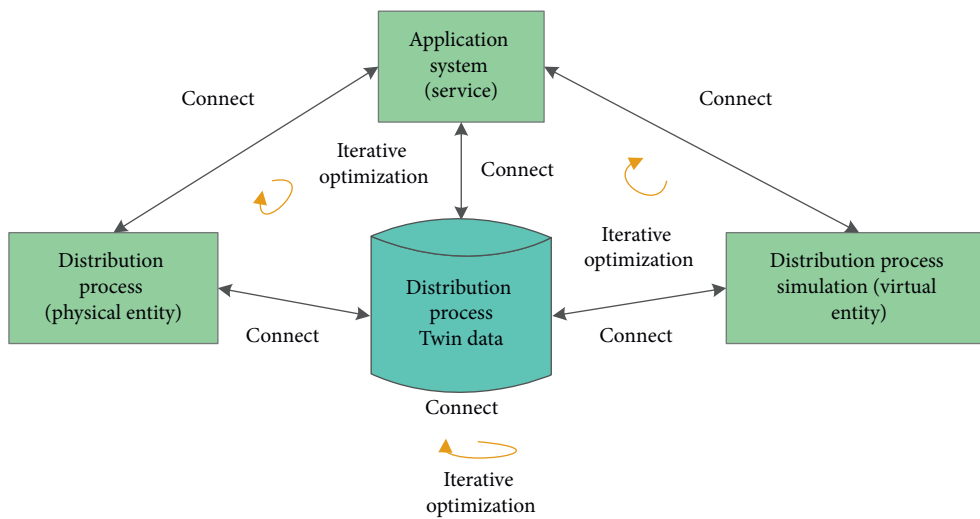 Application
system
(service)
Connect
Connect
Iterative
optimization
Connect
Distribution
process
(physical entity)
Iterative
optimization
Distribution process
simulation (virtual
entity)
Distribution
process
Twin data
Connect
Connect
Connect
Iterative
optimization